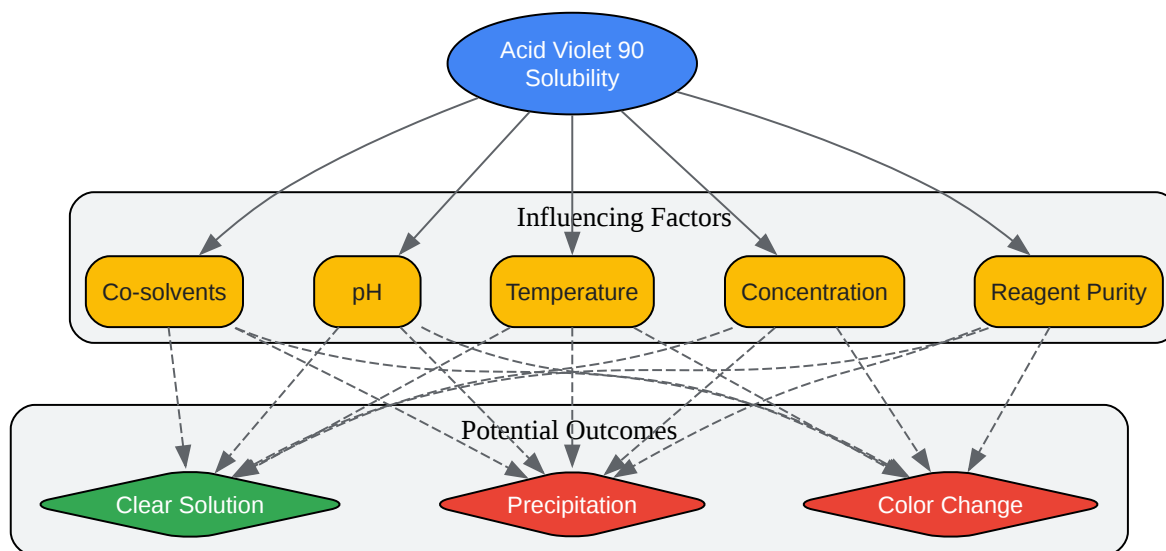 Acid Violet 90
Solubility
Influencing Factors
Co-solvents
pH
Temperature
Concentration
Reagent Purity
Potential Outcomes
Clear Solution
Precipitation
Color Change